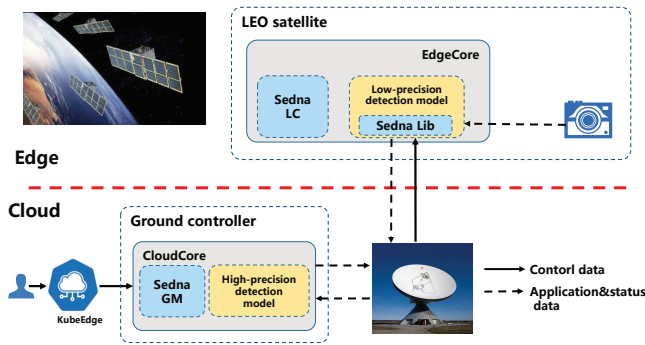 LEO satellite
EdgeCore
Sedna
LC
Low-precision
detection model
Sedna Lib
Edge
Cloud
Ground controller
CloudCore
Sedna
GM
High-precision
detection
model
KubeEdge
Contorl data
Application&status
data